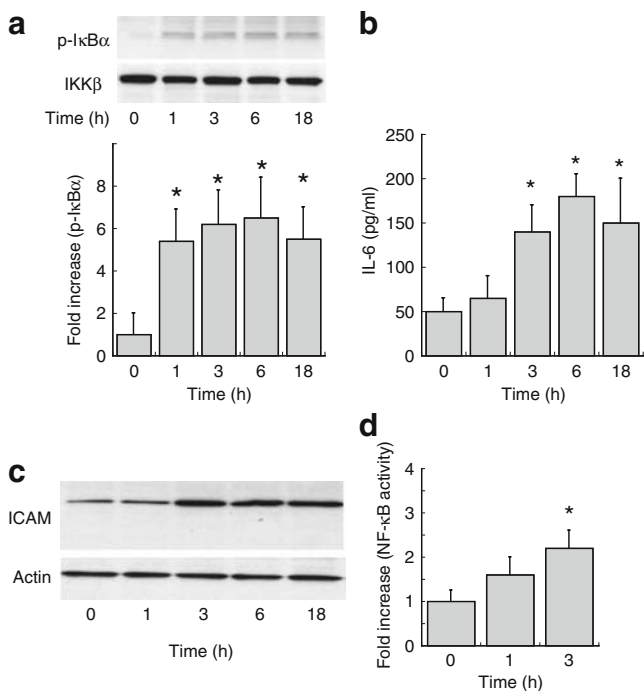 a
p-IκBα
IKKβ
Time (h) 0 1 3 6 18
Fold increase (p-IκBα)
8
6
4
2
0
* * * *
0 1 3 6 18
Time (h)
b
IL-6 (pg/ml)
250
200
150
100
50
0
* * *
0 1 3 6 18
Time (h)
c
ICAM
Actin
0 1 3 6 18
Time (h)
d
Fold increase (NF-κB activity)
4
3
2
1
0
*
0 1 3
Time (h)